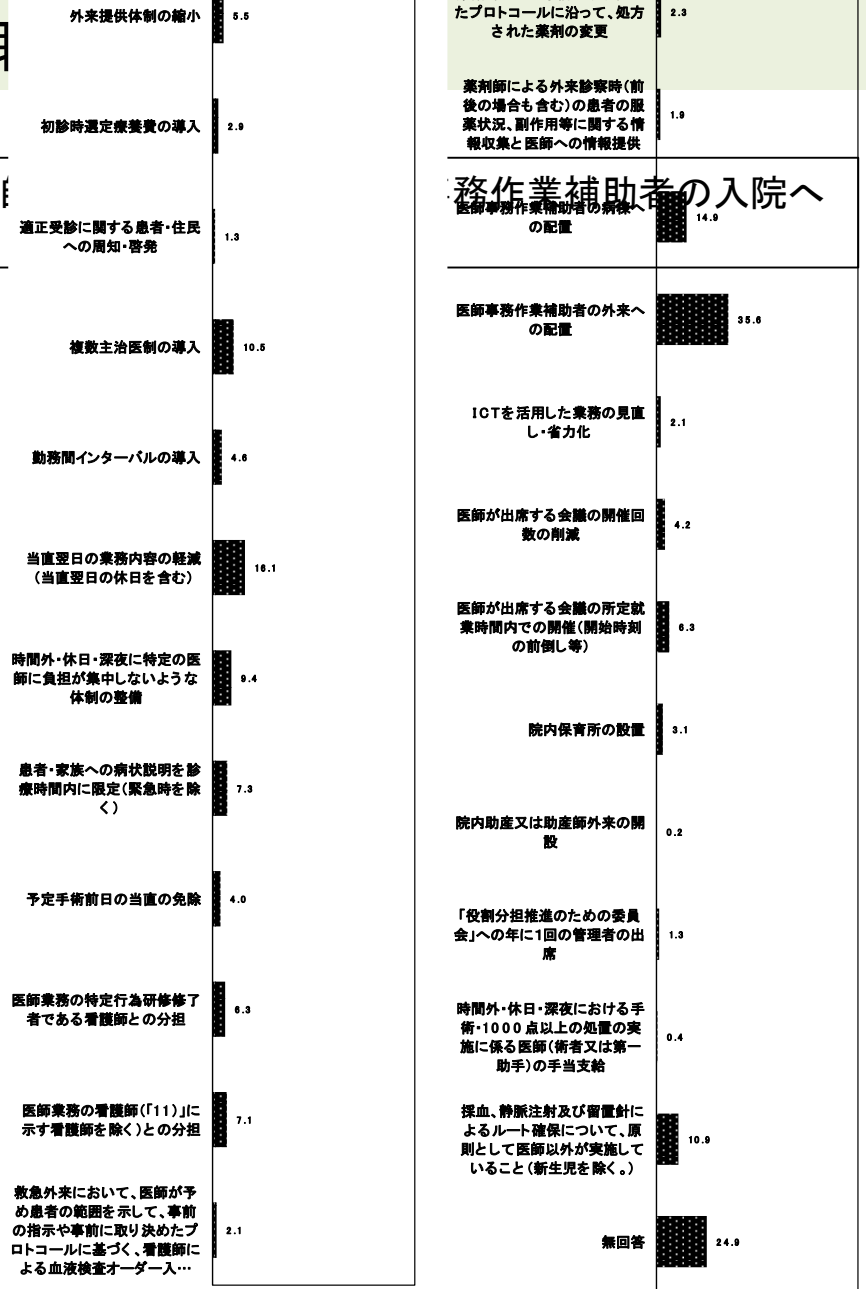 外来提供体制の縮小
5.5
初診時選定療養費の導入
2.9
適正受診に関する患者・住民
への周知・啓発
1.3
複数主治医制の導入
10.5
勤務間インターバルの導入
4.6
当直翌日の業務内容の軽減
（当直翌日の休日を含む）
16.1
時間外・休日・深夜に特定の医
師に負担が集中しないような
体制の整備
9.4
患者・家族への病状説明を診
療時間内に限定（緊急時を除
く）
7.3
予定手術前日の当直の免除
4.0
医師業務の特定行為研修修了
者である看護師との分担
6.3
医師業務の看護師（「11）」に
示す看護師を除く）との分担
7.1
救急外来において、医師が予
め患者の範囲を示して、事前
の指示や事前に取り決めたプ
ロトコールに基づく、看護師に
よる血液検査オーダー入…
2.1
たプロトコールに沿って、処方
された薬剤の変更
2.3
薬剤師による外来診察時（前
後の場合も含む）の患者の服
薬状況、副作用等に関する情
報収集と医師への情報提供
1.9
務作業補助者の入院へ
医師事務作業補助者の病棟へ
の配置
14.9
医師事務作業補助者の外来へ
の配置
35.6
ICTを活用した業務の見直
し・省力化
2.1
医師が出席する会議の開催回
数の削減
4.2
医師が出席する会議の所定就
業時間内での開催（開始時刻
の前倒し等）
6.3
院内保育所の設置
3.1
院内助産又は助産師外来の開
設
0.2
「役割分担推進のための委員
会」への年に1回の管理者の出
席
1.3
時間外・休日・深夜における手
術・1000点以上の処置の実
施に係る医師（術者又は第一
助手）の手当支給
0.4
採血、静脈注射及び留置針に
よるルート確保について、原
則として医師以外が実施して
いること（新生児を除く。）
10.9
無回答
24.9